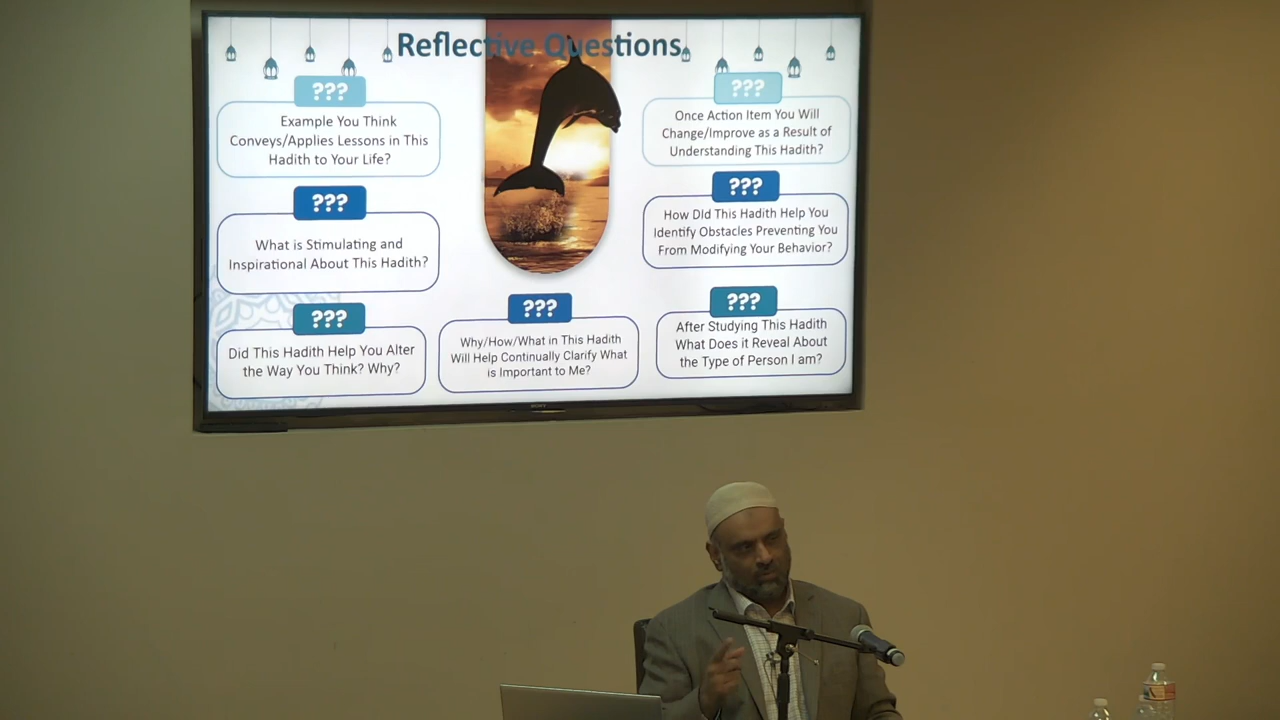 Reflective Questions
???
Example You Think
Conveys/Applies Lessons in This
Hadith to Your Life?
???
What is Stimulating and
Inspirational About This Hadith?
???
Did This Hadith Help You Alter
the Way You Think? Why?
???
Why/How/What in This Hadith
Will Help Continually Clarify What
is Important to Me?
???
Once Action Item You Will
Change/Improve as a Result of
Understanding This Hadith?
???
How DId This Hadith Help You
Identify Obstacles Preventing You
From Modifying Your Behavior?
???
After Studying This Hadith
What Does it Reveal About
the Type of Person I am?
SONY